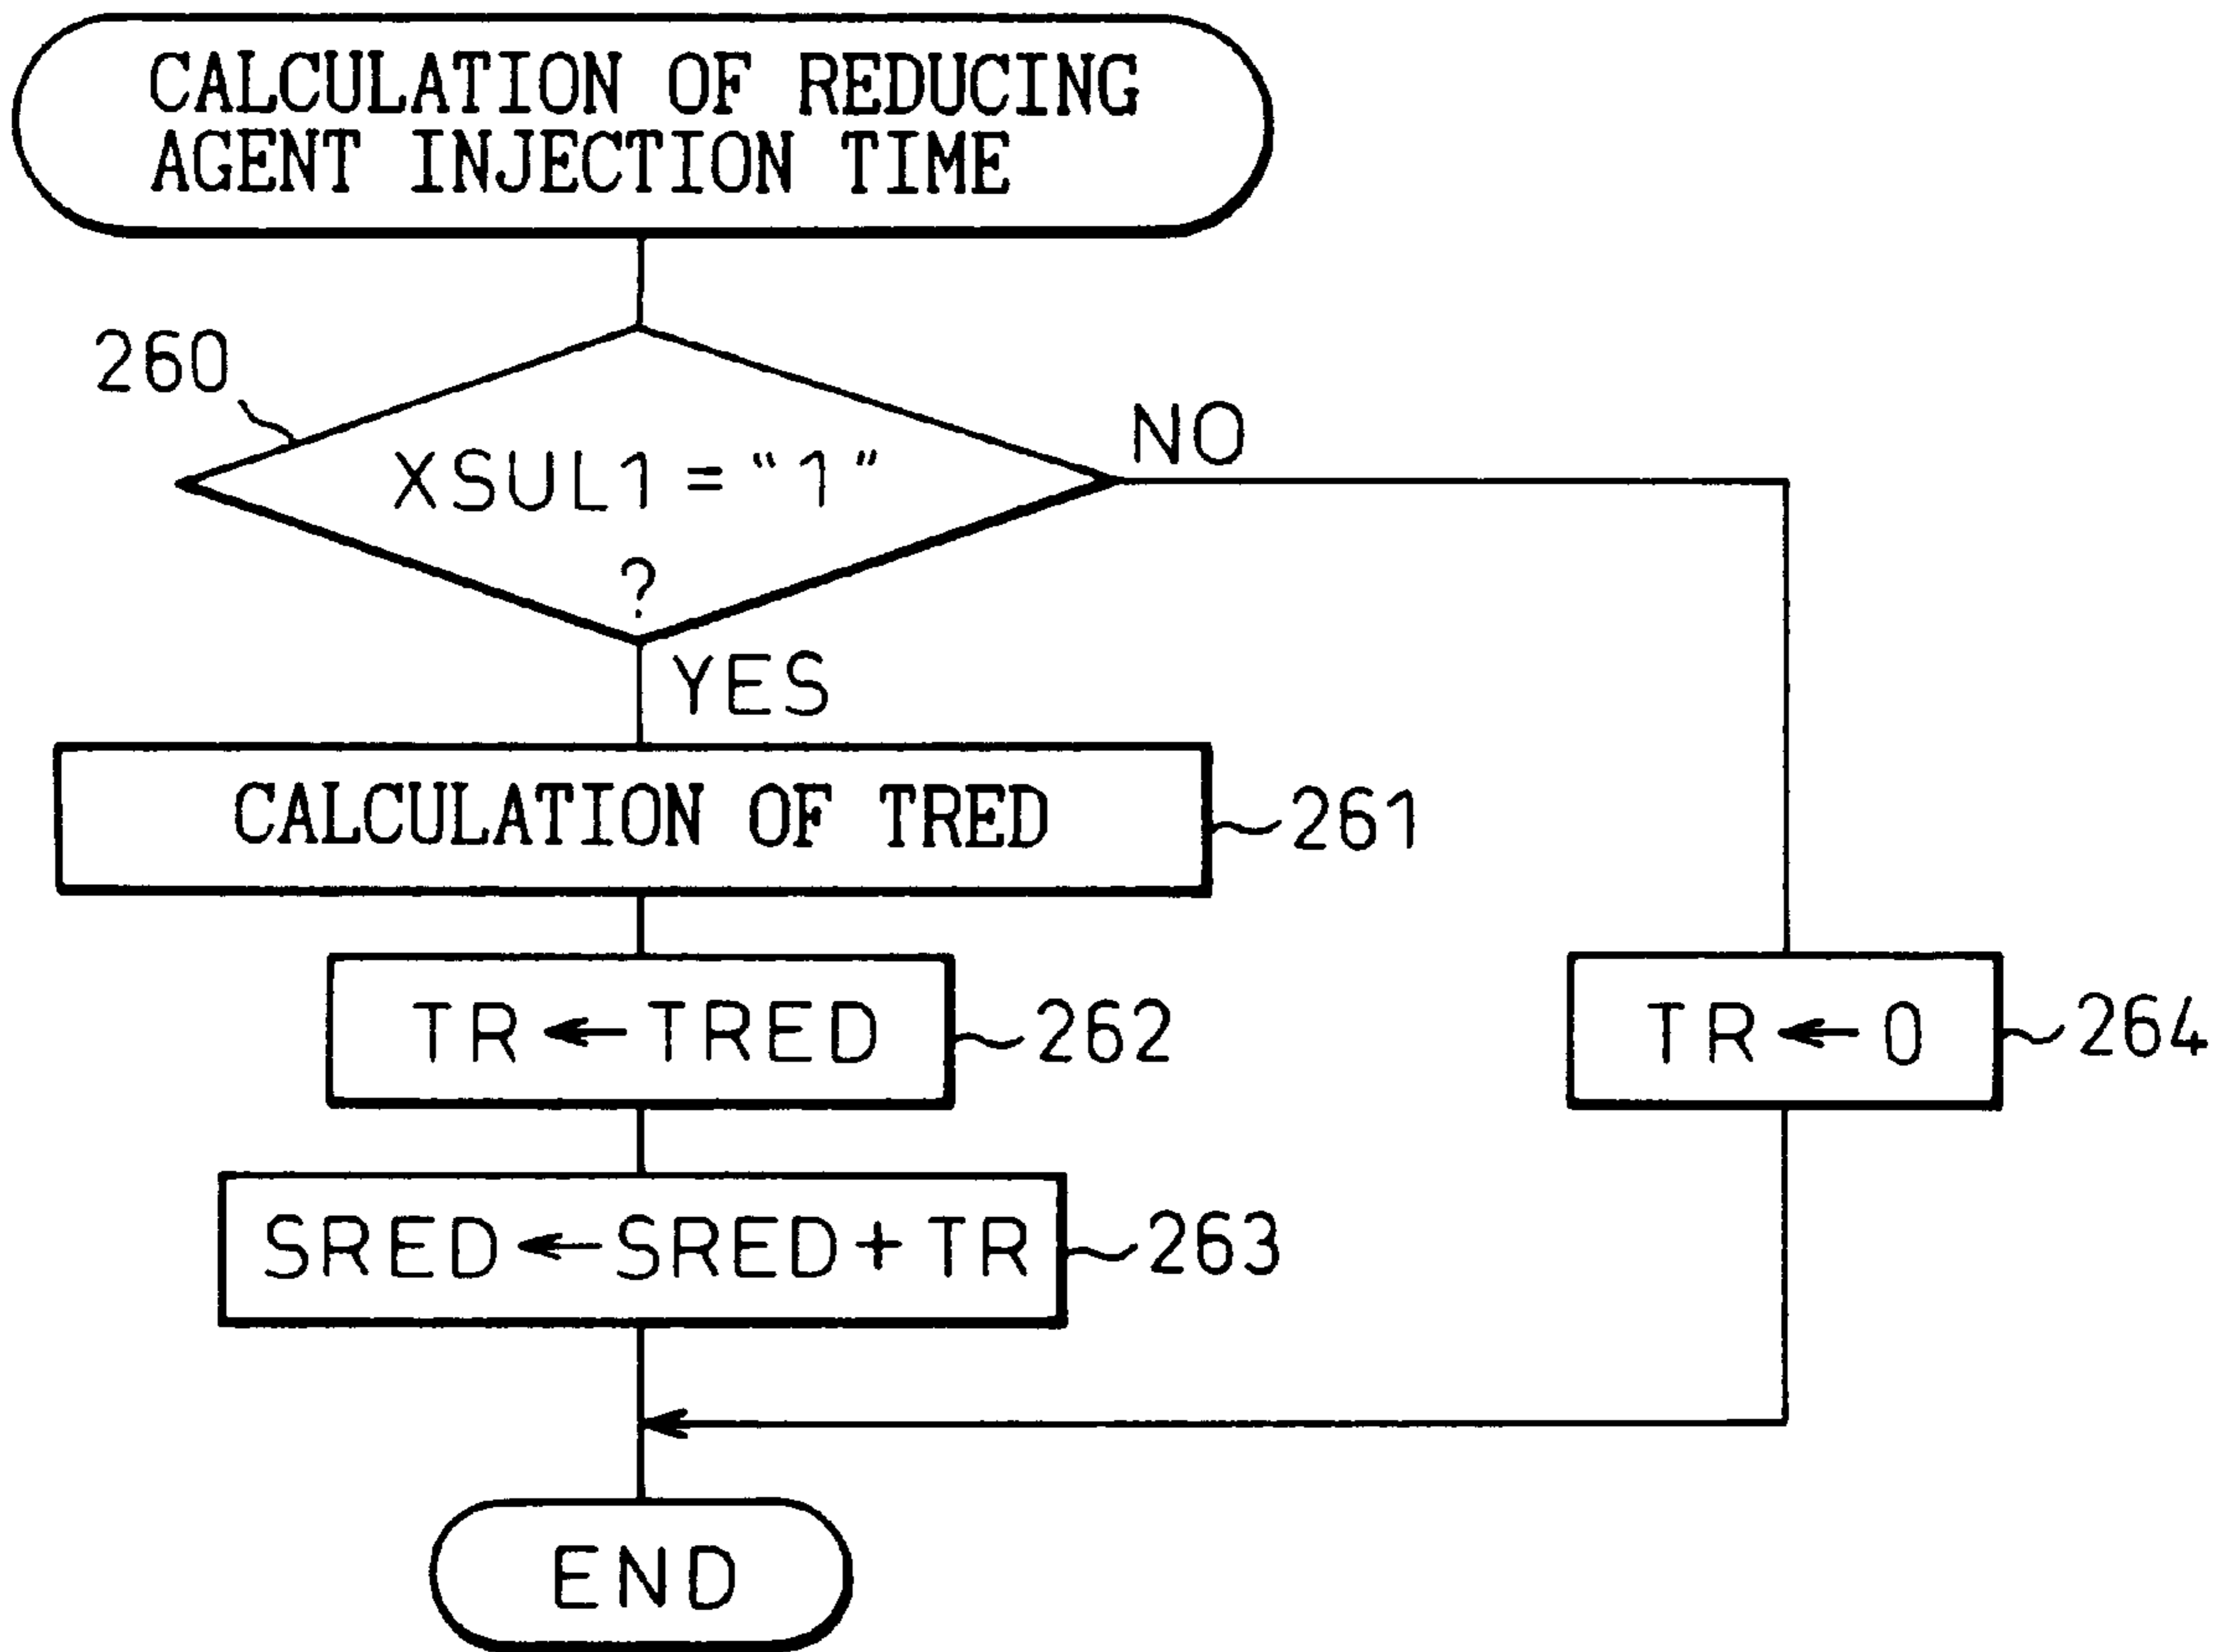 CALCULATION OF REDUCING
AGENT INJECTION TIME
260
NO
XSUL1 = “1”
?
YES
CALCULATION OF TRED
261
TR ← TRED
262
TR ← 0
264
SRED ← SRED + TR
263
END